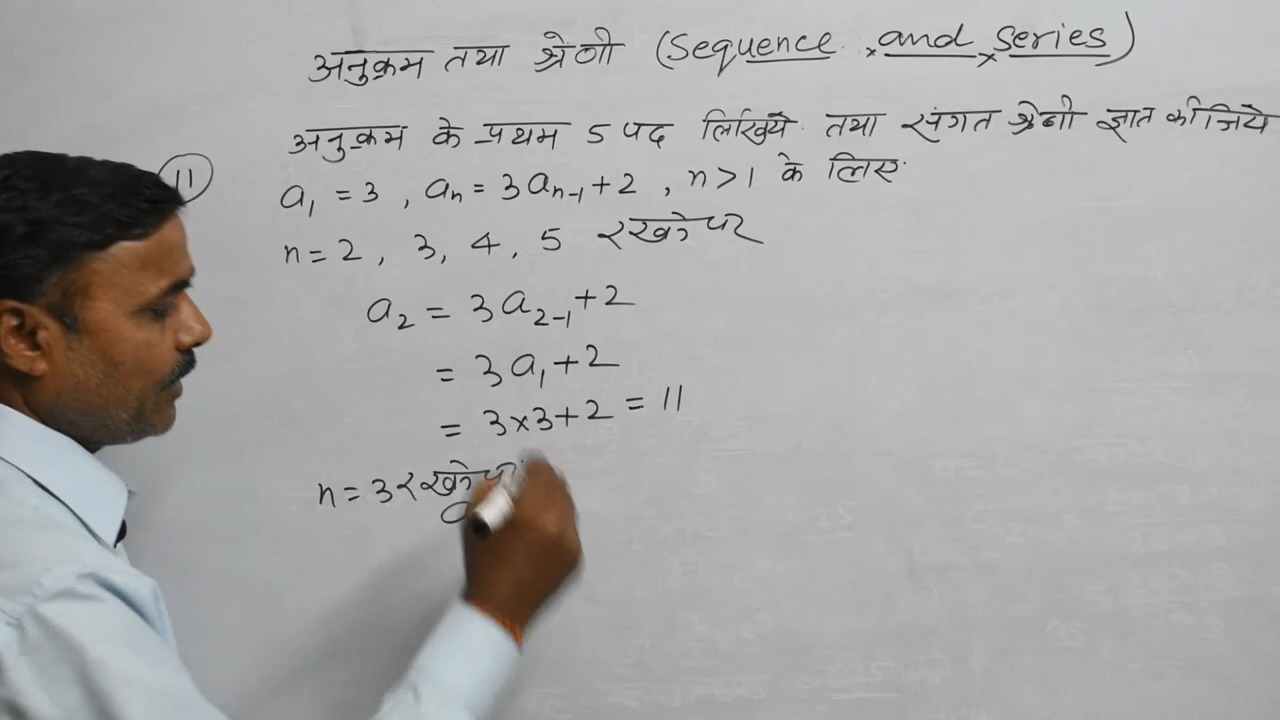 अनुक्रम तथा श्रेणी (Sequence and Series)
अनुक्रम के प्रथम 5 पद लिखिये तथा संगत श्रेणी ज्ञात कीजिये
(11) a₁ = 3, aₙ = 3aₙ₋₁ + 2, n > 1 के लिए
n = 2, 3, 4, 5 रखने पर
a₂ = 3a₂₋₁ + 2
= 3a₁ + 2
= 3×3+2 = 11
n = 3 रखने